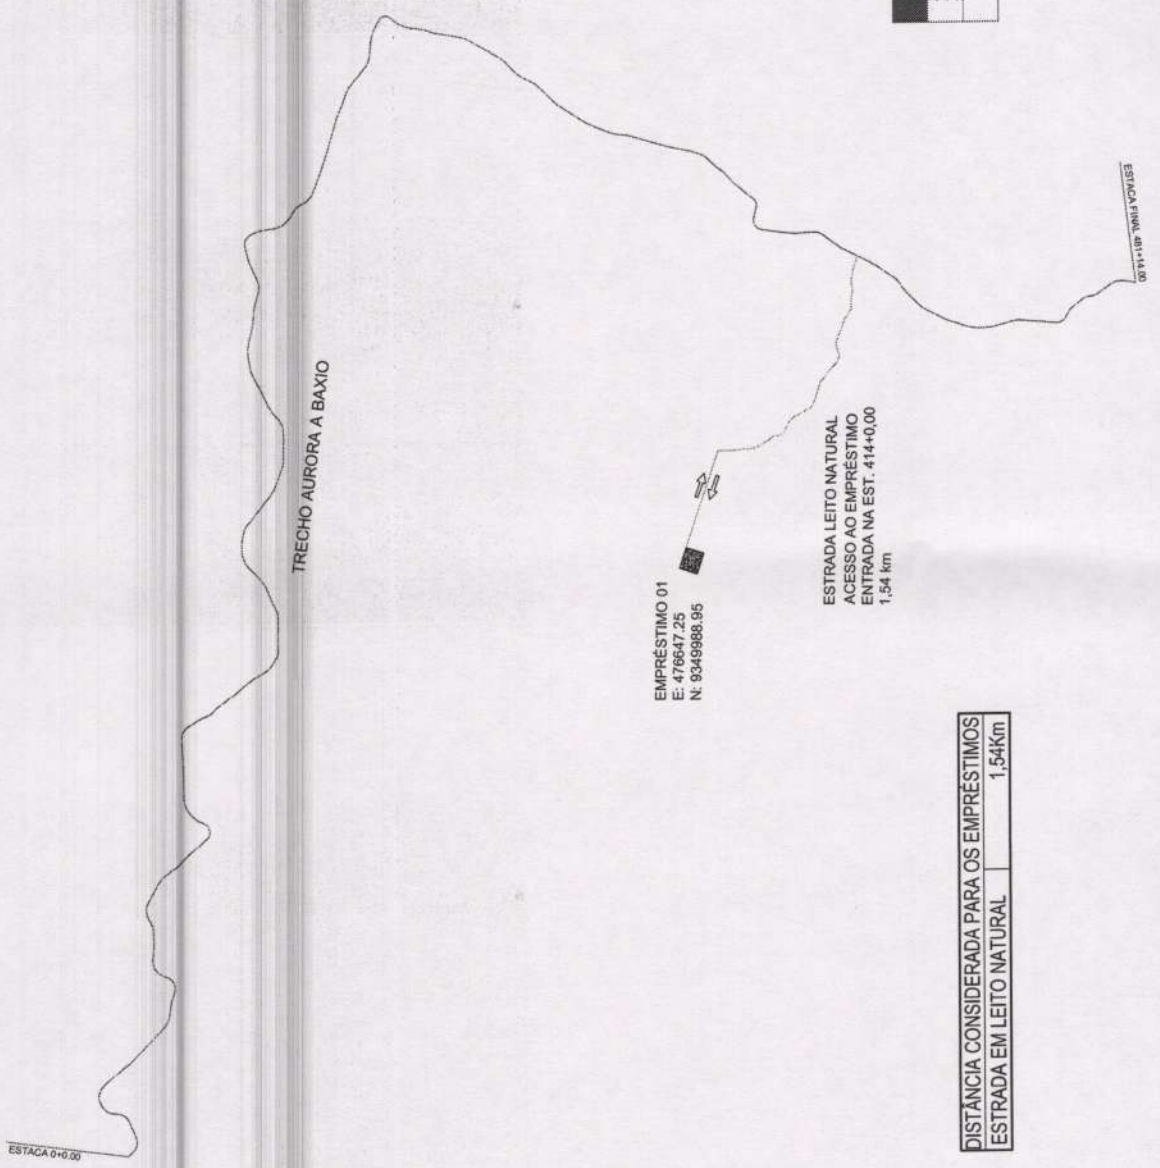 ESTACA 0+0.00
TRECHO AURORA A BAXIO
ESTACA FINAL 481+14.00
EMPRÉSTIMO 01
E: 476647.25
N: 9349988.95
ESTRADA LEITO NATURAL
ACESSO AO EMPRÉSTIMO
ENTRADA NA EST. 414+0,00
1,54 km
DISTÂNCIA CONSIDERADA PARA OS EMPRÉSTIMOS
ESTRADA EM LEITO NATURAL 1,54Km